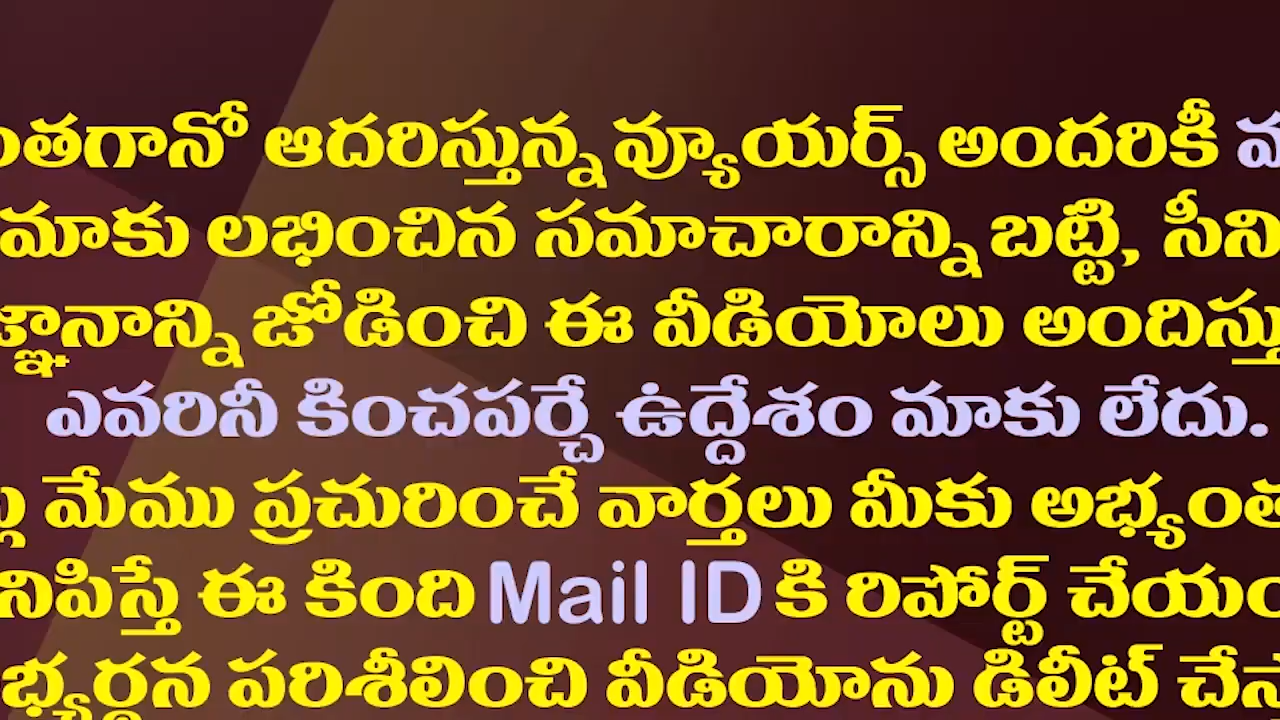 ంతగానో ఆదరిస్తున్న వ్యూయర్స్ అందరికీ
మాకు లభించిన సమాచారాన్ని బట్టి, సీని
జ్ఞానాన్ని జోడించి ఈ వీడియోలు అందిస్తు
ఎవరినీ కించపర్చే ఉద్దేశం మాకు లేదు.
మేము ప్రచురించే వార్తలు మీకు అభ్యంత
నిపిస్తే ఈ కింది Mail ID కి రిపోర్ట్ చేయం
భ్యర్థన పరిశీలించి వీడియోను డిలీట్ చేస